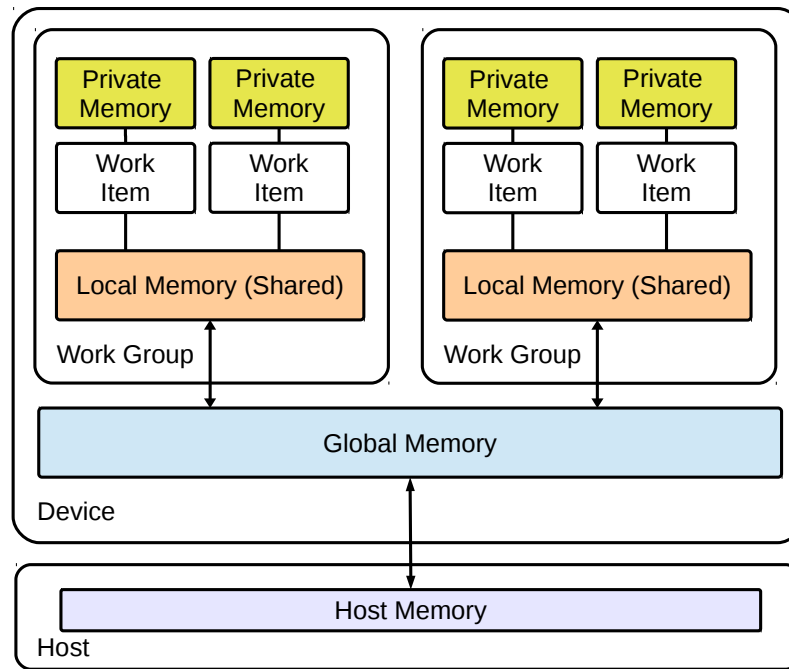 Private
Memory
Private
Memory
Private
Memory
Private
Memory
Work
Item
Work
Item
Work
Item
Work
Item
Local Memory (Shared)
Local Memory (Shared)
Work Group
Work Group
Global Memory
Device
Host Memory
Host